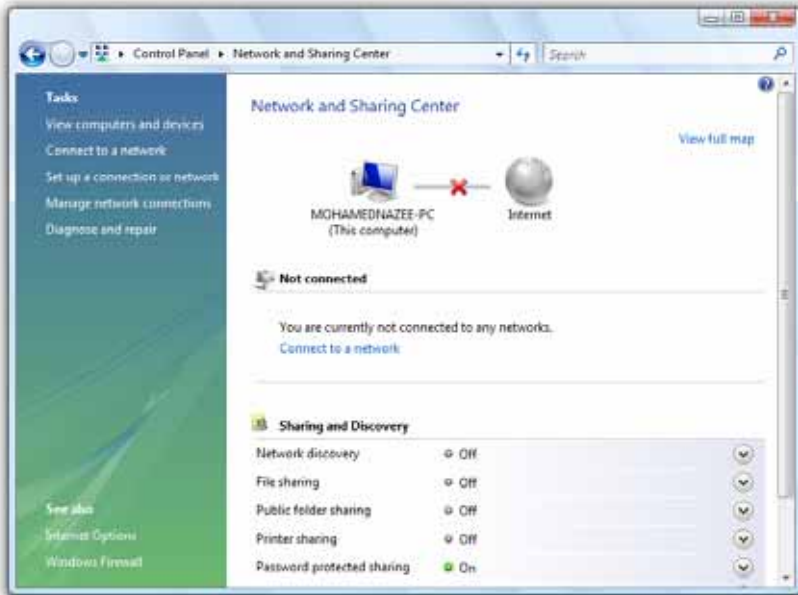 Control Panel ▸ Network and Sharing Center
Search
Tasks
View computers and devices
Connect to a network
Set up a connection or network
Manage network connections
Diagnose and repair
See also
Internet Options
Windows Firewall
Network and Sharing Center
View full map
MOHAMEDNAZEE-PC
(This computer)
Internet
Not connected
You are currently not connected to any networks.
Connect to a network
Sharing and Discovery
Network discovery Off
File sharing Off
Public folder sharing Off
Printer sharing Off
Password protected sharing On